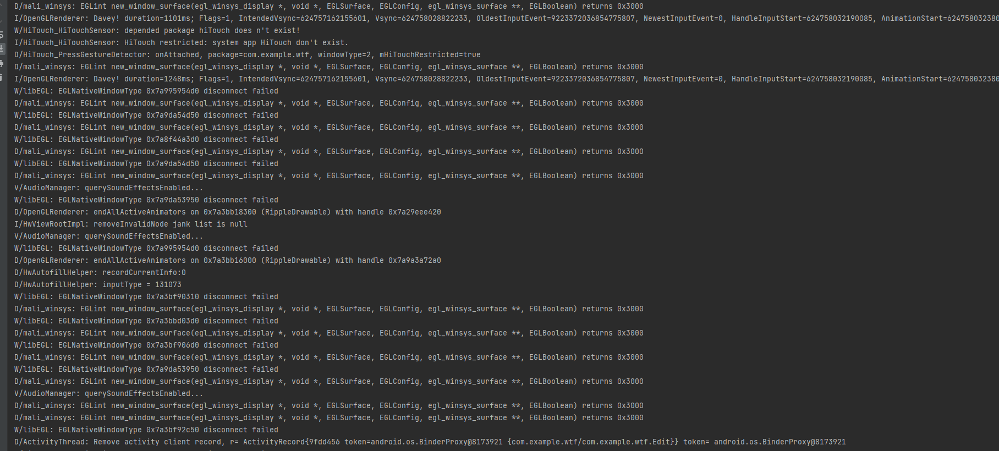 D/mali_winsys: EGLint new_window_surface(egl_winsys_display *, void *, EGLSurface, EGLConfig, egl_winsys_surface **, EGLBoolean) returns 0x3000
I/OpenGLRenderer: Davey! duration=1101ms; Flags=1, IntendedVsync=624757162155601, Vsync=624758028822233, OldestInputEvent=9223372036854775807, NewestInputEvent=0, HandleInputStart=624758032190085, AnimationStart=624758032380
W/HiTouch_HiTouchSensor: depended package hiTouch does n't exist!
I/HiTouch_HiTouchSensor: HiTouch restricted: system app HiTouch don't exist.
D/HiTouch_PressGestureDetector: onAttached, package=com.example.wtf, windowType=2, mHiTouchRestricted=true
D/mali_winsys: EGLint new_window_surface(egl_winsys_display *, void *, EGLSurface, EGLConfig, egl_winsys_surface **, EGLBoolean) returns 0x3000
I/OpenGLRenderer: Davey! duration=1248ms; Flags=1, IntendedVsync=624757162155601, Vsync=624758028822233, OldestInputEvent=9223372036854775807, NewestInputEvent=0, HandleInputStart=624758032190085, AnimationStart=624758032380
W/libEGL: EGLNativeWindowType 0x7a995954d0 disconnect failed
D/mali_winsys: EGLint new_window_surface(egl_winsys_display *, void *, EGLSurface, EGLConfig, egl_winsys_surface **, EGLBoolean) returns 0x3000
W/libEGL: EGLNativeWindowType 0x7a9da54d50 disconnect failed
D/mali_winsys: EGLint new_window_surface(egl_winsys_display *, void *, EGLSurface, EGLConfig, egl_winsys_surface **, EGLBoolean) returns 0x3000
W/libEGL: EGLNativeWindowType 0x7a8f44a3d0 disconnect failed
D/mali_winsys: EGLint new_window_surface(egl_winsys_display *, void *, EGLSurface, EGLConfig, egl_winsys_surface **, EGLBoolean) returns 0x3000
W/libEGL: EGLNativeWindowType 0x7a9da54d50 disconnect failed
D/mali_winsys: EGLint new_window_surface(egl_winsys_display *, void *, EGLSurface, EGLConfig, egl_winsys_surface **, EGLBoolean) returns 0x3000
V/AudioManager: querySoundEffectsEnabled...
W/libEGL: EGLNativeWindowType 0x7a9da53950 disconnect failed
D/OpenGLRenderer: endAllActiveAnimators on 0x7a3bb18300 (RippleDrawable) with handle 0x7a29eee420
I/HwViewRootImpl: removeInvalidNode jank list is null
V/AudioManager: querySoundEffectsEnabled...
W/libEGL: EGLNativeWindowType 0x7a995954d0 disconnect failed
D/OpenGLRenderer: endAllActiveAnimators on 0x7a3bb16000 (RippleDrawable) with handle 0x7a9a3a72a0
D/HwAutofillHelper: recordCurrentInfo:0
D/HwAutofillHelper: inputType = 131073
W/libEGL: EGLNativeWindowType 0x7a3bf90310 disconnect failed
D/mali_winsys: EGLint new_window_surface(egl_winsys_display *, void *, EGLSurface, EGLConfig, egl_winsys_surface **, EGLBoolean) returns 0x3000
W/libEGL: EGLNativeWindowType 0x7a3bbd03d0 disconnect failed
D/mali_winsys: EGLint new_window_surface(egl_winsys_display *, void *, EGLSurface, EGLConfig, egl_winsys_surface **, EGLBoolean) returns 0x3000
W/libEGL: EGLNativeWindowType 0x7a3bf906d0 disconnect failed
D/mali_winsys: EGLint new_window_surface(egl_winsys_display *, void *, EGLSurface, EGLConfig, egl_winsys_surface **, EGLBoolean) returns 0x3000
W/libEGL: EGLNativeWindowType 0x7a9da53950 disconnect failed
D/mali_winsys: EGLint new_window_surface(egl_winsys_display *, void *, EGLSurface, EGLConfig, egl_winsys_surface **, EGLBoolean) returns 0x3000
V/AudioManager: querySoundEffectsEnabled...
D/mali_winsys: EGLint new_window_surface(egl_winsys_display *, void *, EGLSurface, EGLConfig, egl_winsys_surface **, EGLBoolean) returns 0x3000
D/mali_winsys: EGLint new_window_surface(egl_winsys_display *, void *, EGLSurface, EGLConfig, egl_winsys_surface **, EGLBoolean) returns 0x3000
W/libEGL: EGLNativeWindowType 0x7a3bf92c50 disconnect failed
D/ActivityThread: Remove activity client record, r= ActivityRecord{9fdd456 token=android.os.BinderProxy@8173921 {com.example.wtf/com.example.wtf.Edit}} token= android.os.BinderProxy@8173921